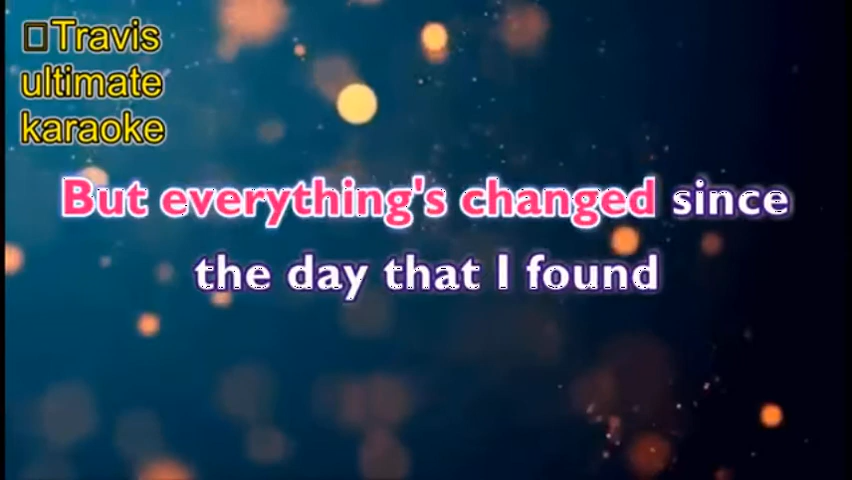 Travis
ultimate
karaoke
But everything's changed since
the day that I found